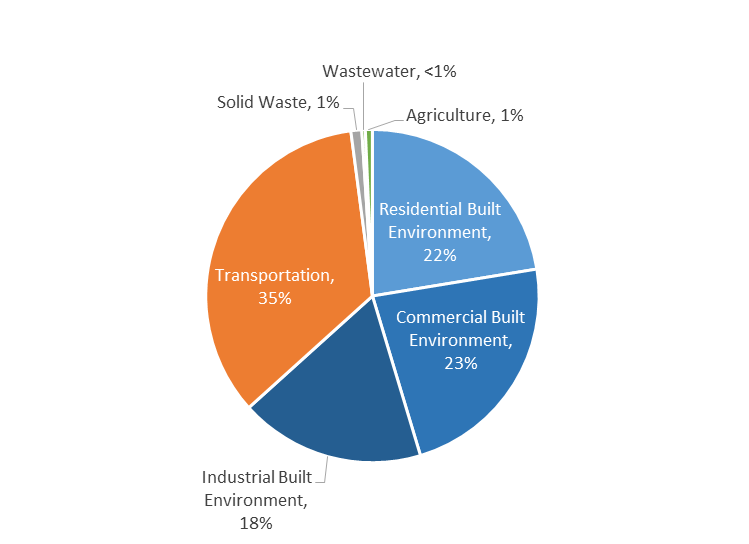 Wastewater, <1%
Solid Waste, 1%
Agriculture, 1%
Residential Built
Environment,
22%
Transportation,
35%
Commercial Built
Environment,
23%
Industrial Built
Environment,
18%